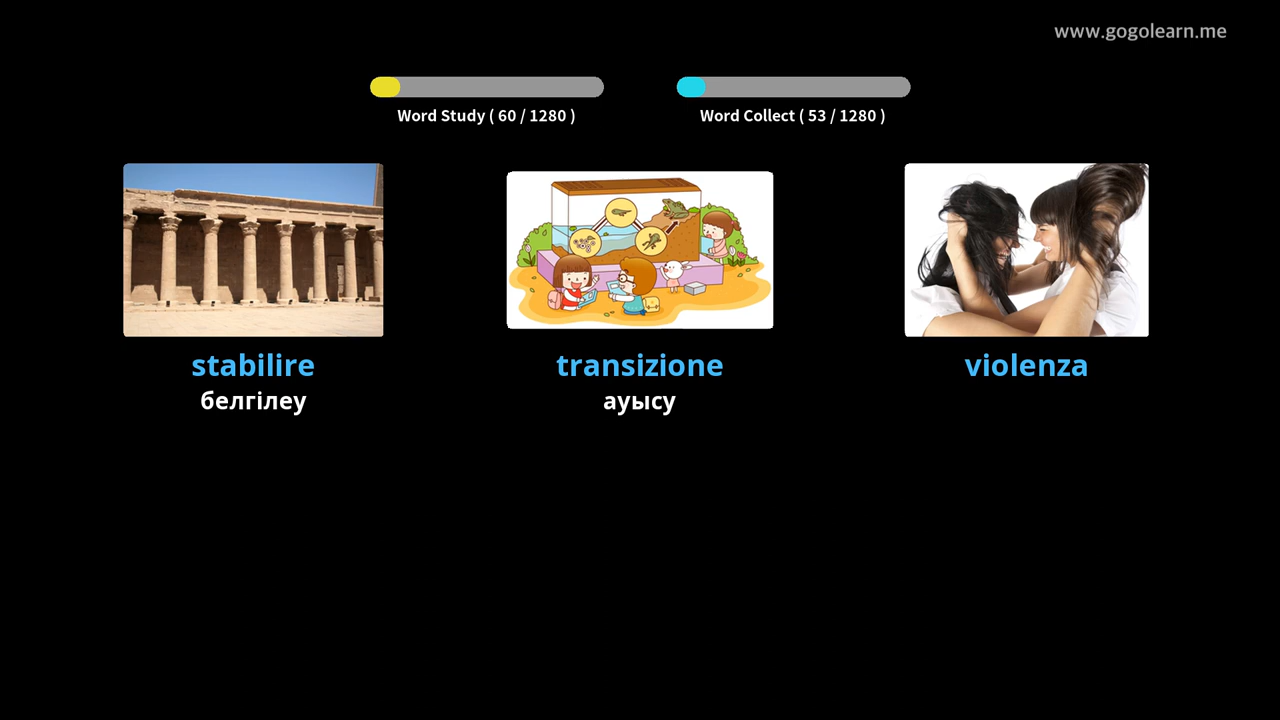 www.gogolearn.me
Word Study ( 60 / 1280 )
Word Collect ( 53 / 1280 )
stabilire
transizione
violenza
белгілеу
ауысу